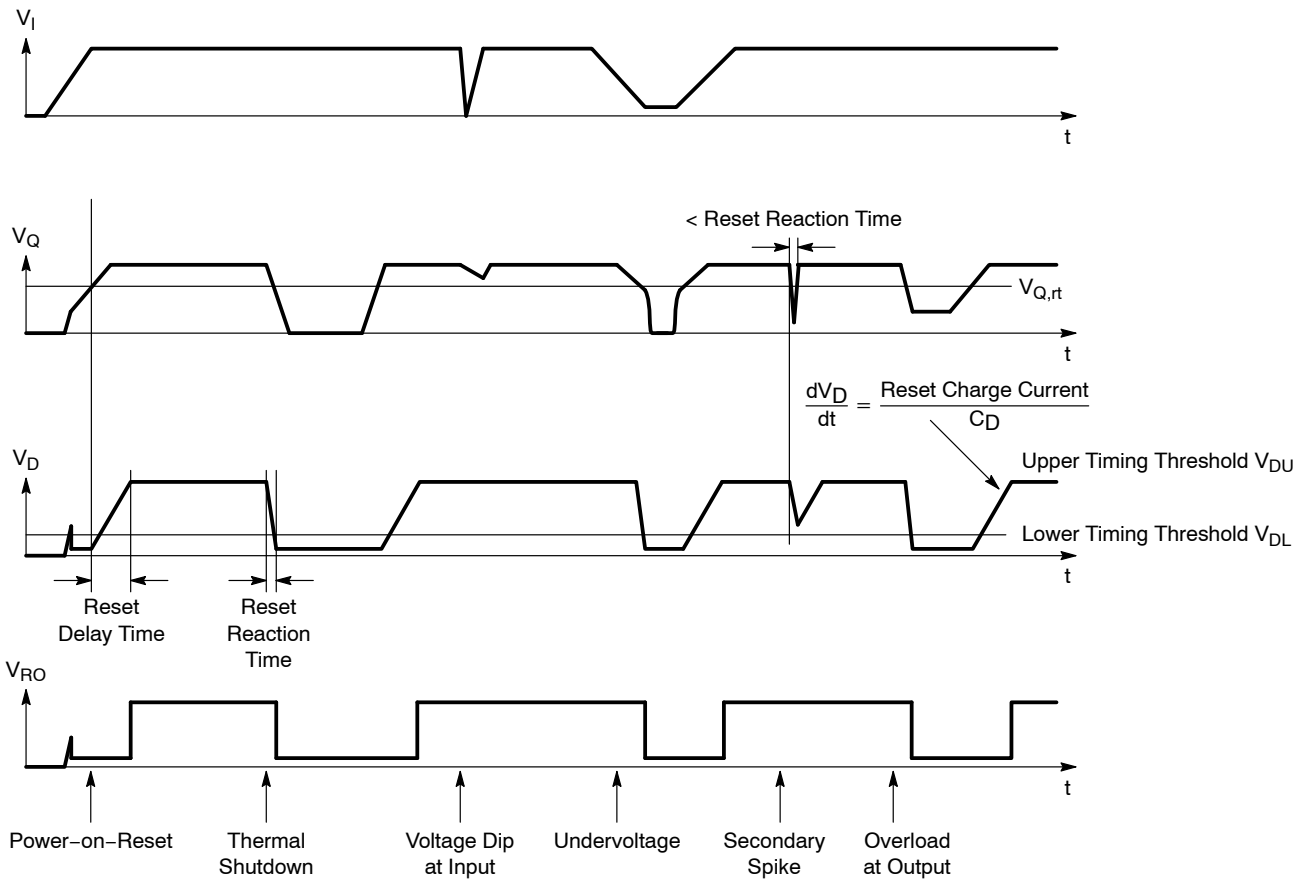 V_I
t
< Reset Reaction Time
V_Q
V_Q,rt
t
dV_D
dt
=
Reset Charge Current
C_D
V_D
Upper Timing Threshold V_DU
Lower Timing Threshold V_DL
t
Reset
Delay Time
Reset
Reaction
Time
V_RO
t
Power−on−Reset
Thermal
Shutdown
Voltage Dip
at Input
Undervoltage
Secondary
Spike
Overload
at Output